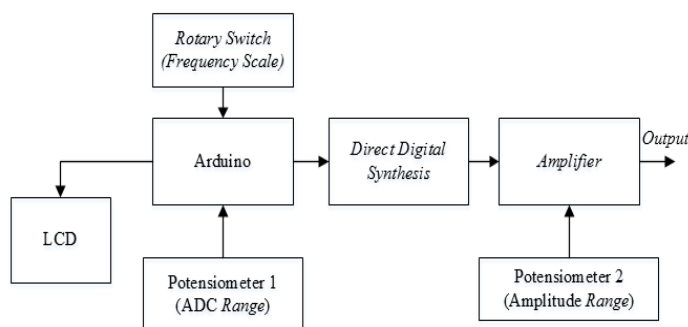 Rotary Switch
(Frequency Scale)
Arduino
Direct Digital
Synthesis
Amplifier
Output
LCD
Potensiometer 1
(ADC Range)
Potensiometer 2
(Amplitude Range)